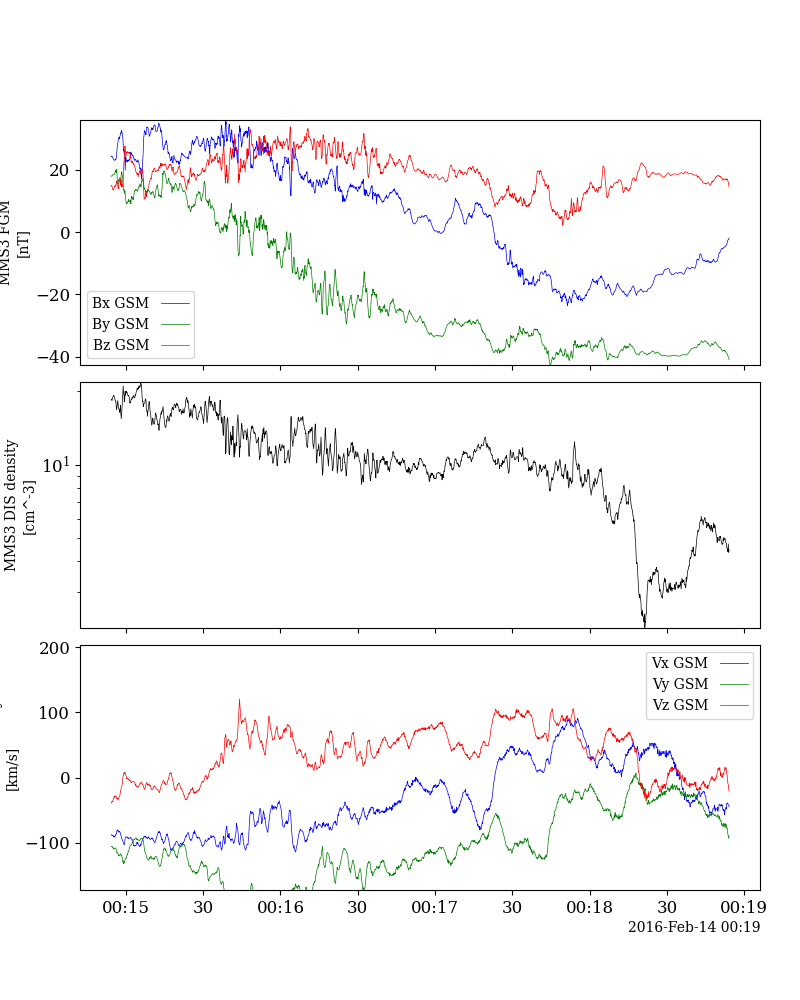 20
0
−20
−40
MMS3 FGM
[nT]
Bx GSM
By GSM
Bz GSM
10^1
MMS3 DIS density
[cm^-3]
200
100
0
−100
[km/s]
Vx GSM
Vy GSM
Vz GSM
00:15 30 00:16 30 00:17 30 00:18 30 00:19
2016-Feb-14 00:19